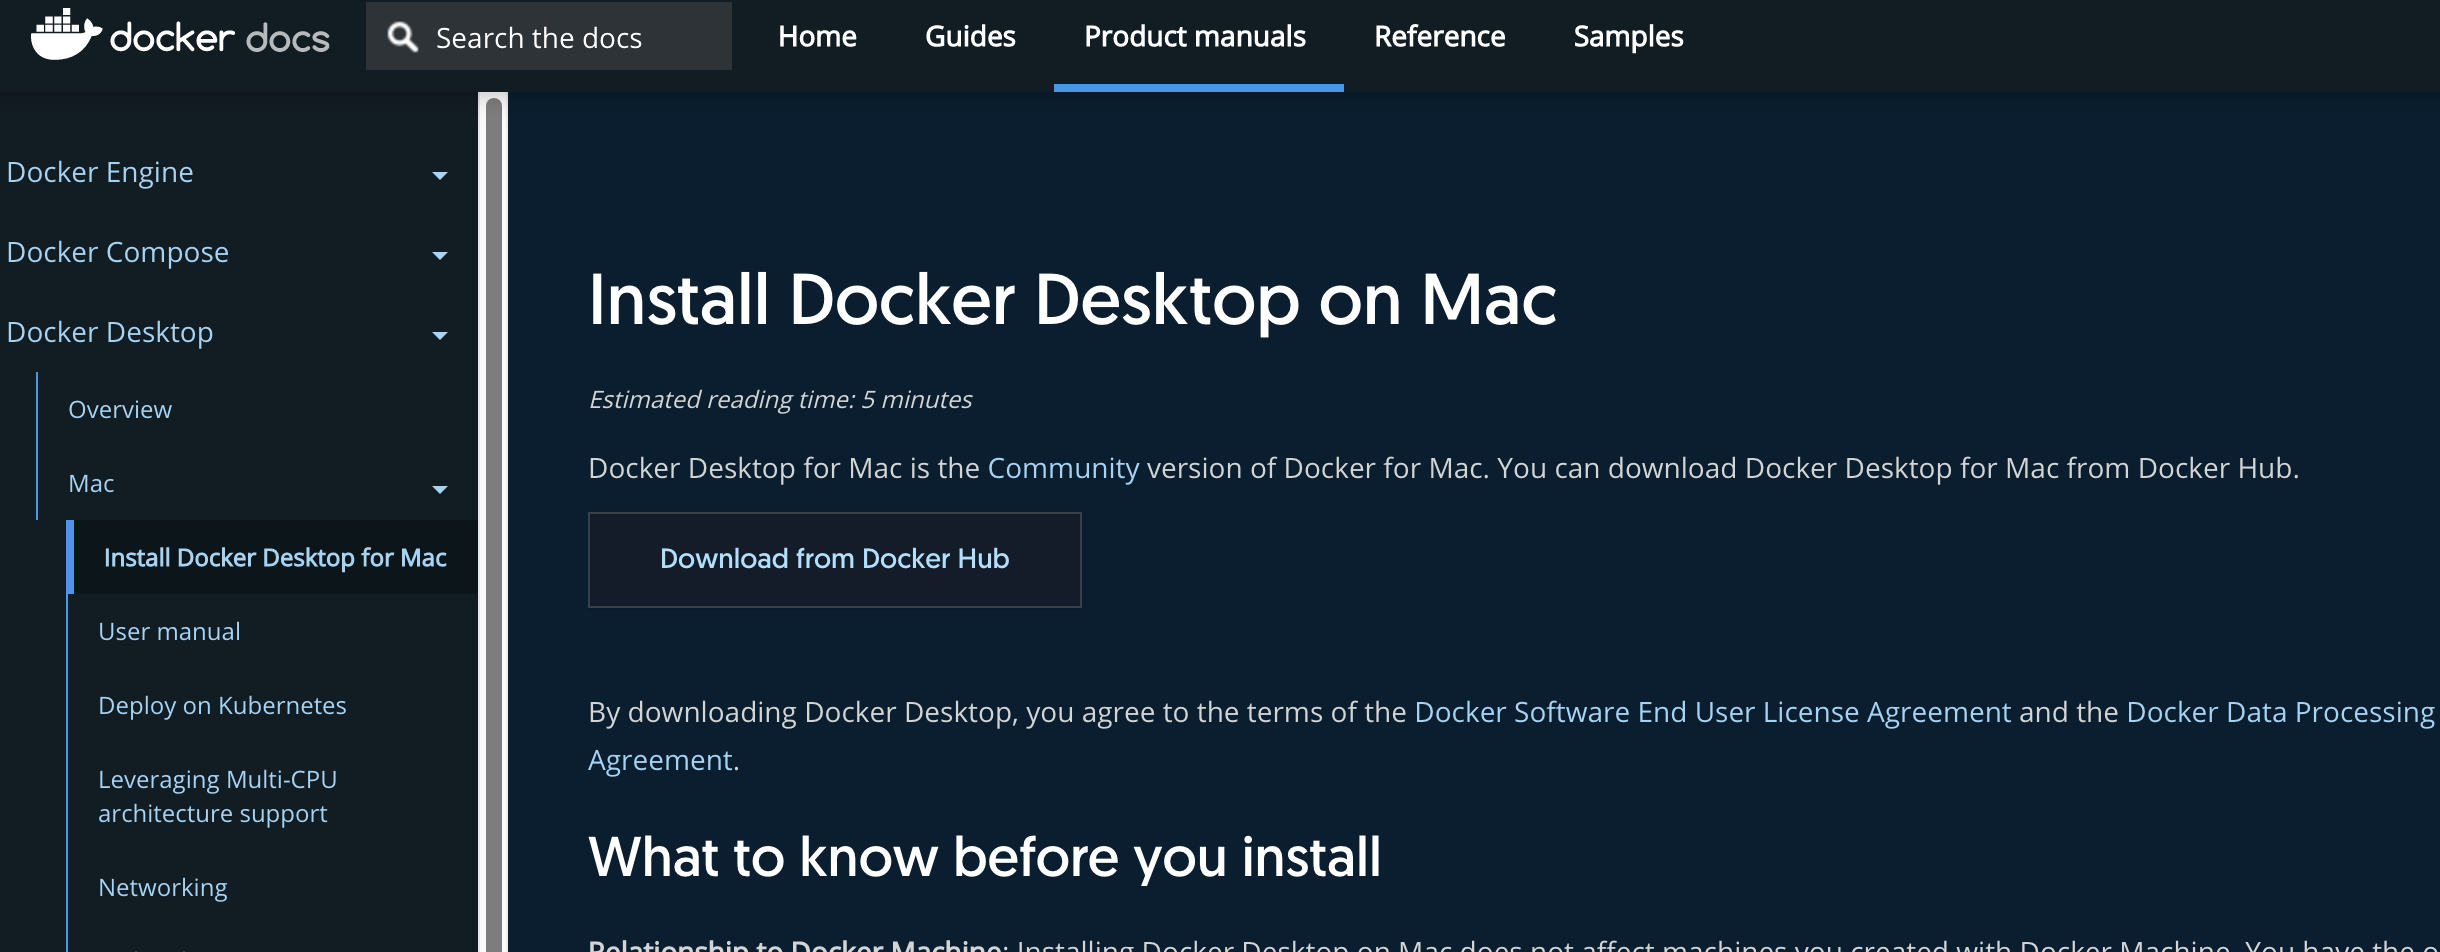 docker docs
Search the docs
Home
Guides
Product manuals
Reference
Samples
Docker Engine
Docker Compose
Docker Desktop
Overview
Mac
Install Docker Desktop for Mac
User manual
Deploy on Kubernetes
Leveraging Multi-CPU
architecture support
Networking
Install Docker Desktop on Mac
Estimated reading time: 5 minutes
Docker Desktop for Mac is the Community version of Docker for Mac. You can download Docker Desktop for Mac from Docker Hub.
Download from Docker Hub
By downloading Docker Desktop, you agree to the terms of the Docker Software End User License Agreement and the Docker Data Processing
Agreement.
What to know before you install
Relationship to Docker Machine: Installing Docker Desktop on Mac does not affect machines you created with Docker Machine. You have the